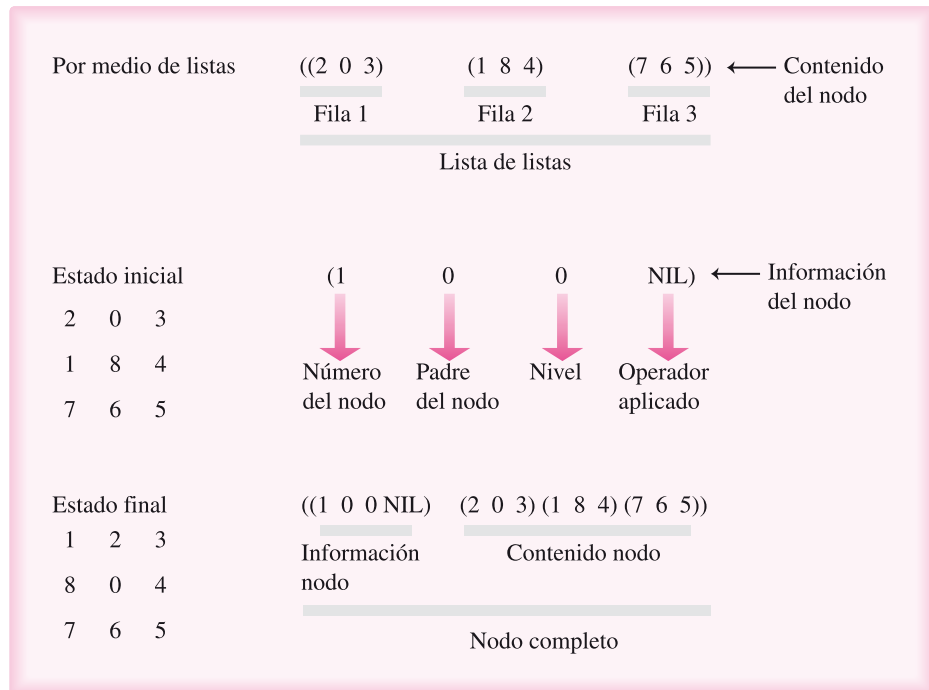 Por medio de listas ((2 0 3) (1 8 4) (7 6 5)) Contenido
del nodo
Fila 1 Fila 2 Fila 3
Lista de listas
Estado inicial (1 0 0 NIL) Información
del nodo
2 0 3
1 8 4
Número Padre Nivel Operador
del nodo del nodo aplicado
7 6 5
Estado final ((1 0 0 NIL) (2 0 3) (1 8 4) (7 6 5))
1 2 3
Información Contenido nodo
nodo
8 0 4
7 6 5
Nodo completo